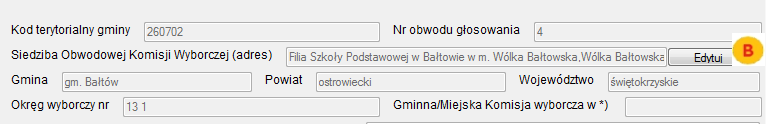 Kod terytorialny gminy 260702 Nr obwodu głosowania 4
Siedziba Obwodowej Komisji Wyborczej (adres) Filia Szkoły Podstawowej w Bałtowie w m. Wólka Bałtowska,Wólka Bałtowska Edytuj B
Gmina gm. Bałtów Powiat ostrowiecki Województwo świętokrzyskie
Okręg wyborczy nr 13 1 Gminna/Miejska Komisja wyborcza w *)